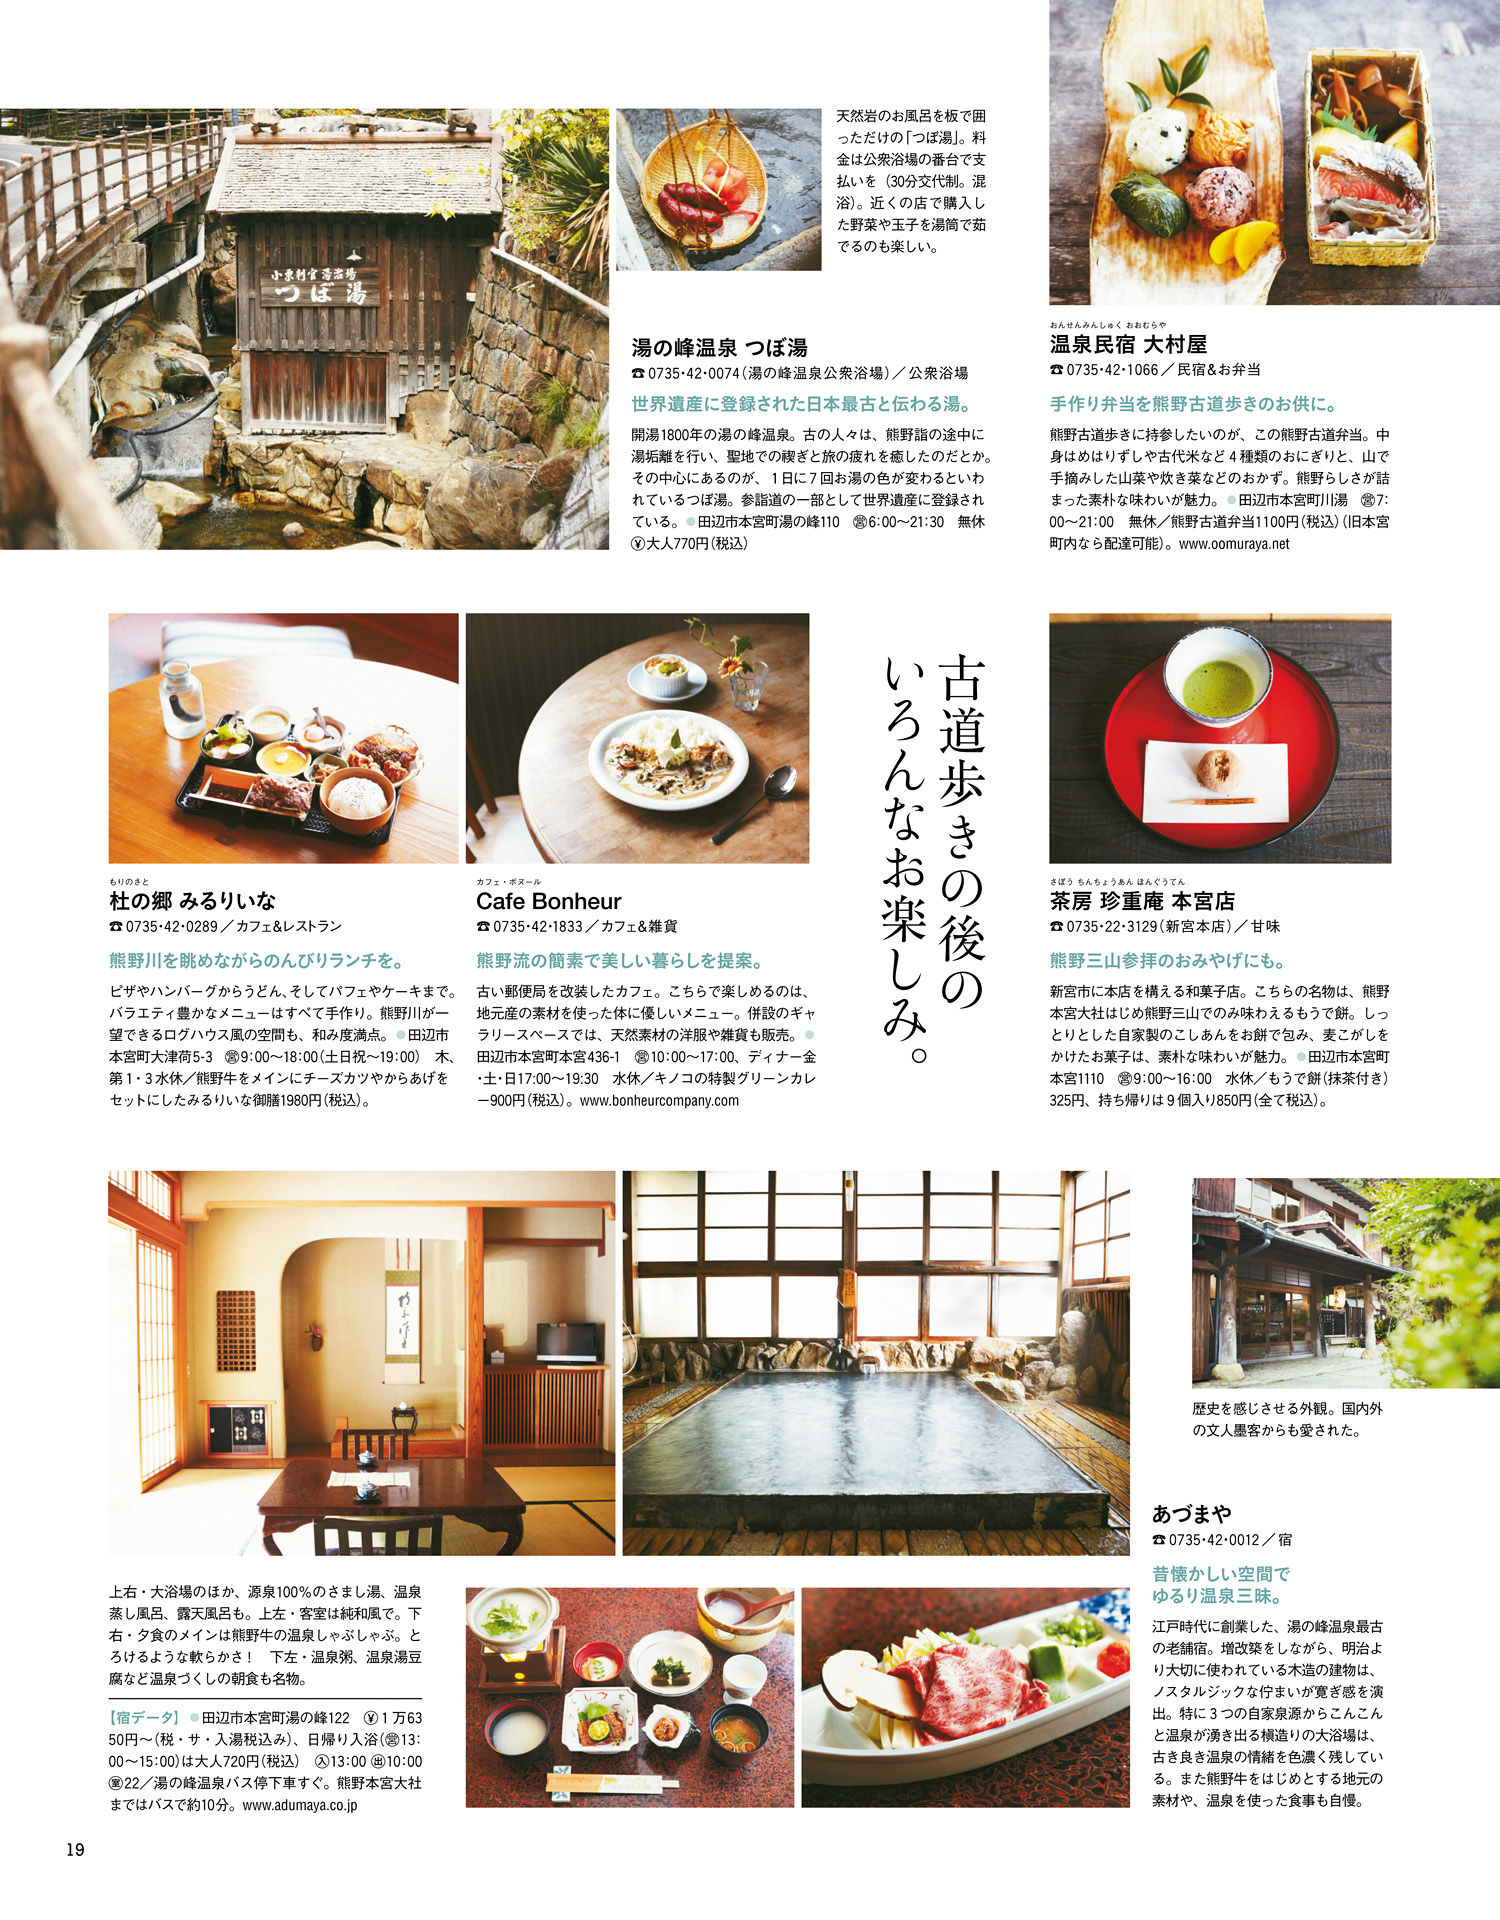 天然岩のお風呂を板で囲
っただけの「つぼ湯」。料
金は公衆浴場の番台で支
払いを（30分交代制。混
浴）。近くの店で購入し
た野菜や玉子を湯筒で茹
でるのも楽しい。
小栗判官湯治場
つぼ湯
湯の峰温泉 つぼ湯
☎0735・42・0074（湯の峰温泉公衆浴場）／公衆浴場
世界遺産に登録された日本最古と伝わる湯。
開湯1800年の湯の峰温泉。古の人々は、熊野詣の途中に
湯垢離を行い、聖地での禊ぎと旅の疲れを癒したのだとか。
その中心にあるのが、1日に7回お湯の色が変わるといわ
れているつぼ湯。参詣道の一部として世界遺産に登録され
ている。●田辺市本宮町湯の峰110　㊺6:00〜21:30　無休
Ⓨ大人770円（税込）
おんせんみんしゅく おおむらや
温泉民宿 大村屋
☎0735・42・1066／民宿&お弁当
手作り弁当を熊野古道歩きのお供に。
熊野古道歩きに持参したいのが、この熊野古道弁当。中
身はめはりずしや古代米など4種類のおにぎりと、山で
手摘みした山菜や炊き菜などのおかず。熊野らしさが詰
まった素朴な味わいが魅力。●田辺市本宮町川湯　営7:
00〜21:00　無休／熊野古道弁当1100円（税込）（旧本宮
町内なら配達可能）。www.oomuraya.net
古道歩きの後の
いろんなお楽しみ。
もりのさと
杜の郷 みるりいな
☎0735・42・0289／カフェ&レストラン
熊野川を眺めながらのんびりランチを。
ピザやハンバーグからうどん、そしてパフェやケーキまで。
バラエティ豊かなメニューはすべて手作り。熊野川が一
望できるログハウス風の空間も、和み度満点。●田辺市
本宮町大津荷5-3　営9:00〜18:00（土日祝〜19:00）　木、
第1・3水休／熊野牛をメインにチーズカツやからあげを
セットにしたみるりいな御膳1980円（税込）。
カフェ・ボヌール
Cafe Bonheur
☎0735・42・1833／カフェ&雑貨
熊野流の簡素で美しい暮らしを提案。
古い郵便局を改装したカフェ。こちらで楽しめるのは、
地元産の素材を使った体に優しいメニュー。併設のギャ
ラリースペースでは、天然素材の洋服や雑貨も販売。●
田辺市本宮町本宮436-1　営10:00〜17:00、ディナー金
・土・日17:00〜19:30　水休／キノコの特製グリーンカレ
ー900円（税込）。www.bonheurcompany.com
さぼう ちんちょうあん ほんぐうてん
茶房 珍重庵 本宮店
☎0735・22・3129（新宮本店）／甘味
熊野三山参拝のおみやげにも。
新宮市に本店を構える和菓子店。こちらの名物は、熊野
本宮大社はじめ熊野三山でのみ味わえるもうで餅。しっ
とりとした自家製のこしあんをお餅で包み、麦こがしを
かけたお菓子は、素朴な味わいが魅力。●田辺市本宮町
本宮1110　営9:00〜16:00　水休／もうで餅（抹茶付き）
325円、持ち帰りは9個入り850円（全て税込）。
歴史を感じさせる外観。国内外
の文人墨客からも愛された。
あづまや
☎0735・42・0012／宿
昔懐かしい空間で
ゆるり温泉三昧。
江戸時代に創業した、湯の峰温泉最古
の老舗宿。増改築をしながら、明治よ
り大切に使われている木造の建物は、
ノスタルジックな佇まいが寛ぎ感を演
出。特に3つの自家泉源からこんこん
と温泉が湧き出る槇造りの大浴場は、
古き良き温泉の情緒を色濃く残してい
る。また熊野牛をはじめとする地元の
素材や、温泉を使った食事も自慢。
上右・大浴場のほか、源泉100%のさまし湯、温泉
蒸し風呂、露天風呂も。上左・客室は純和風で。下
右・夕食のメインは熊野牛の温泉しゃぶしゃぶ。と
ろけるような軟らかさ！　下左・温泉粥、温泉湯豆
腐など温泉づくしの朝食も名物。
【宿データ】●田辺市本宮町湯の峰122　Ⓨ1万63
50円〜（税・サ・入湯税込み）、日帰り入浴（営13:
00〜15:00）は大人720円（税込）　入13:00 出10:00
室22／湯の峰温泉バス停下車すぐ。熊野本宮大社
まではバスで約10分。www.adumaya.co.jp
19